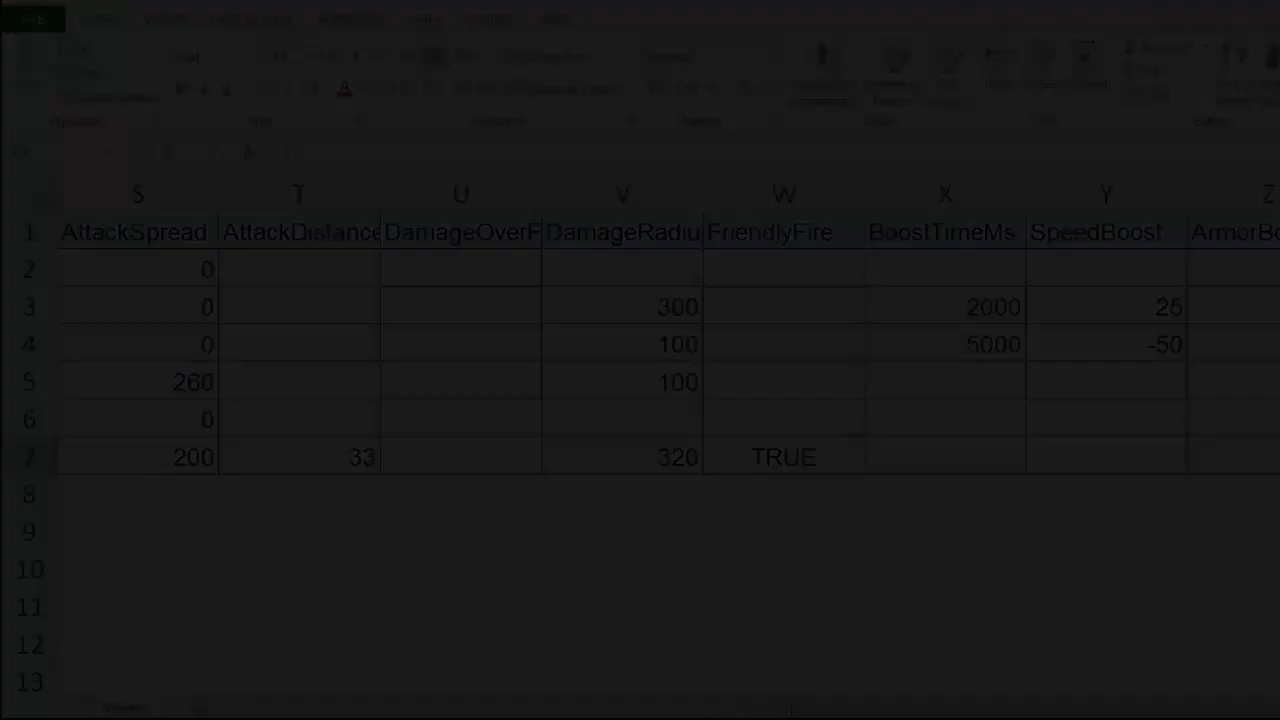 S T U V W X Y Z
1 AttackSpread AttackDistance DamageOverF DamageRadiu FriendlyFire BoostTimeMs SpeedBoost ArmorBo
2 0
3 0 300 2000 25
4 0 100 5000 -50
5 260 100
6 0
7 200 33 320 TRUE
8
9
10
11
12
13